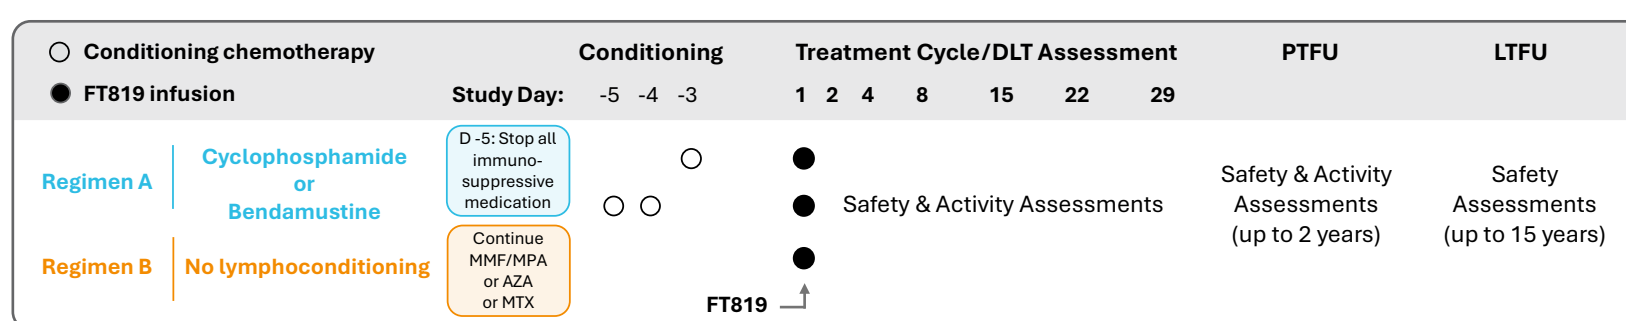 Conditioning chemotherapy
Conditioning
Treatment Cycle/DLT Assessment
PTFU
LTFU
FT819 infusion
Study Day: -5 -4 -3 1 2 4 8 15 22 29
Regimen A
Cyclophosphamide
or
Bendamustine
D -5: Stop all
immuno-
suppressive
medication
Safety & Activity Assessments
Safety & Activity
Assessments
(up to 2 years)
Safety
Assessments
(up to 15 years)
Regimen B
No lymphoconditioning
Continue
MMF/MPA
or AZA
or MTX
FT819